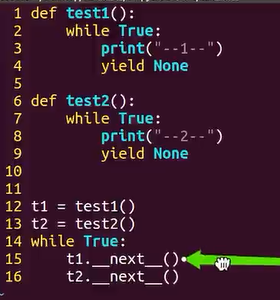 1 def test1():
2     while True:
3         print("--1--")
4         yield None
5
6 def test2():
7     while True:
8         print("--2--")
9         yield None
10
11
12 t1 = test1()
13 t2 = test2()
14 while True:
15     t1.__next__()
16     t2.__next__()
~